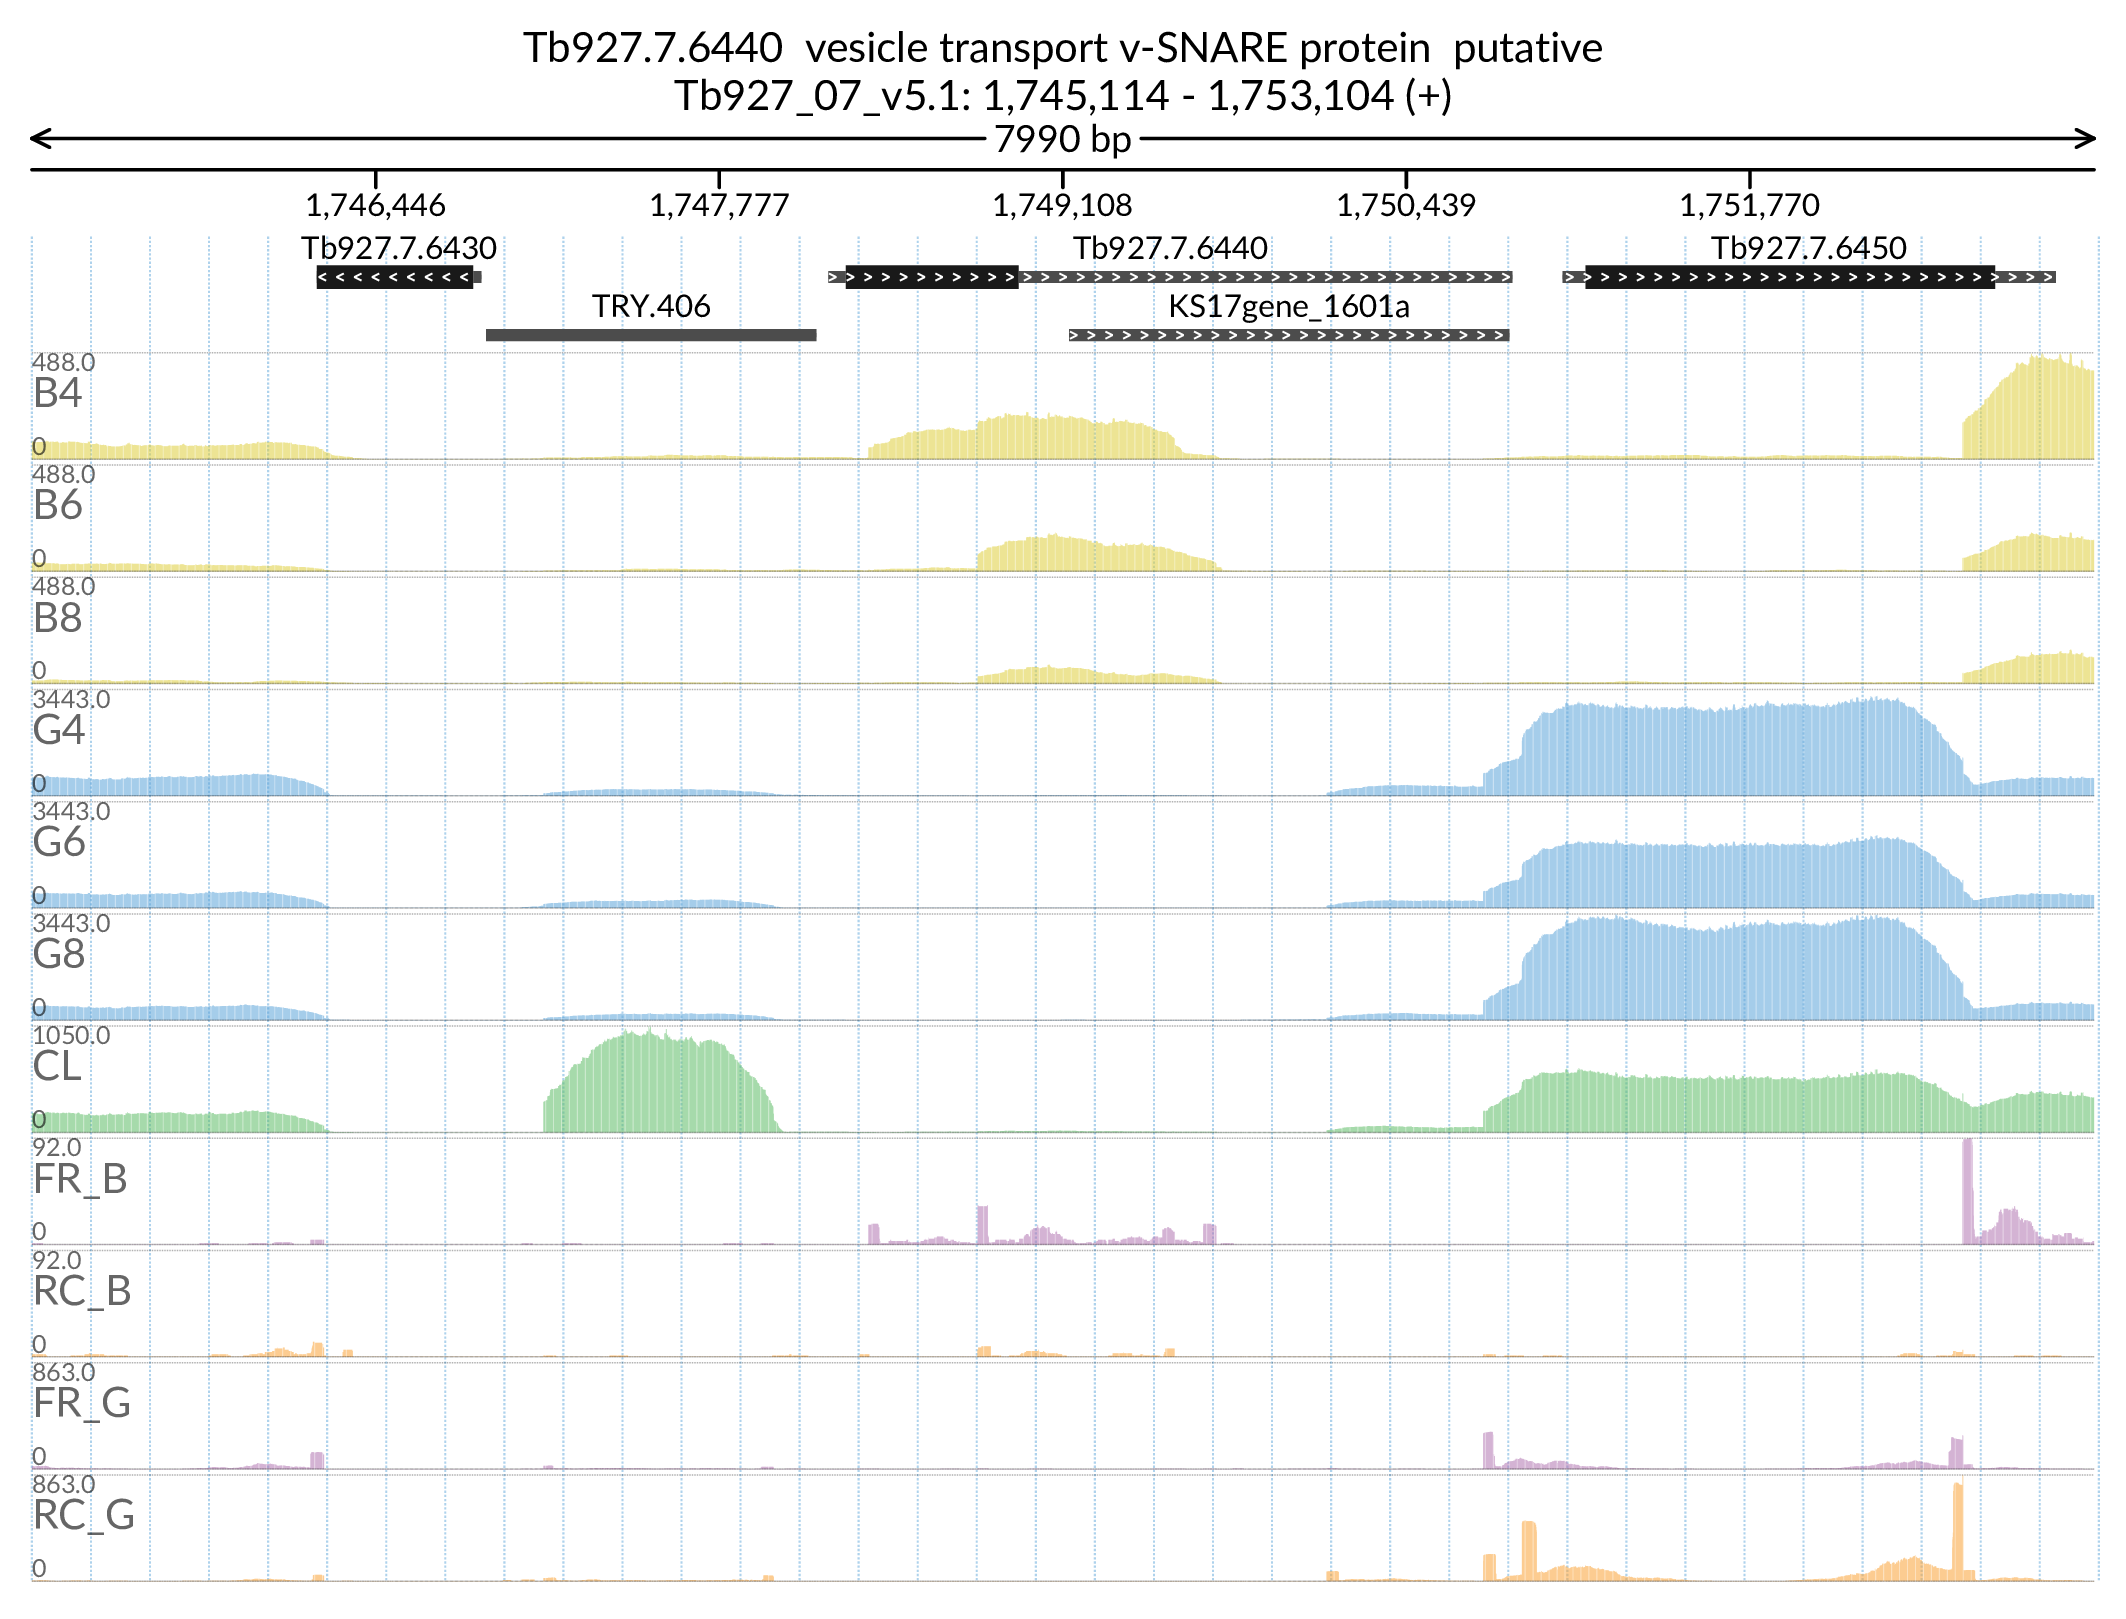 Tb927.7.6440  vesicle transport v-SNARE protein  putative
Tb927_07_v5.1: 1,745,114 - 1,753,104 (+)
7990 bp
1,746,446 1,747,777 1,749,108 1,750,439 1,751,770
Tb927.7.6430 Tb927.7.6440 Tb927.7.6450
TRY.406 KS17gene_1601a
488.0
B4
0
488.0
B6
0
488.0
B8
0
3443.0
G4
0
3443.0
G6
0
3443.0
G8
0
1050.0
CL
0
92.0
FR_B
0
92.0
RC_B
0
863.0
FR_G
0
863.0
RC_G
0